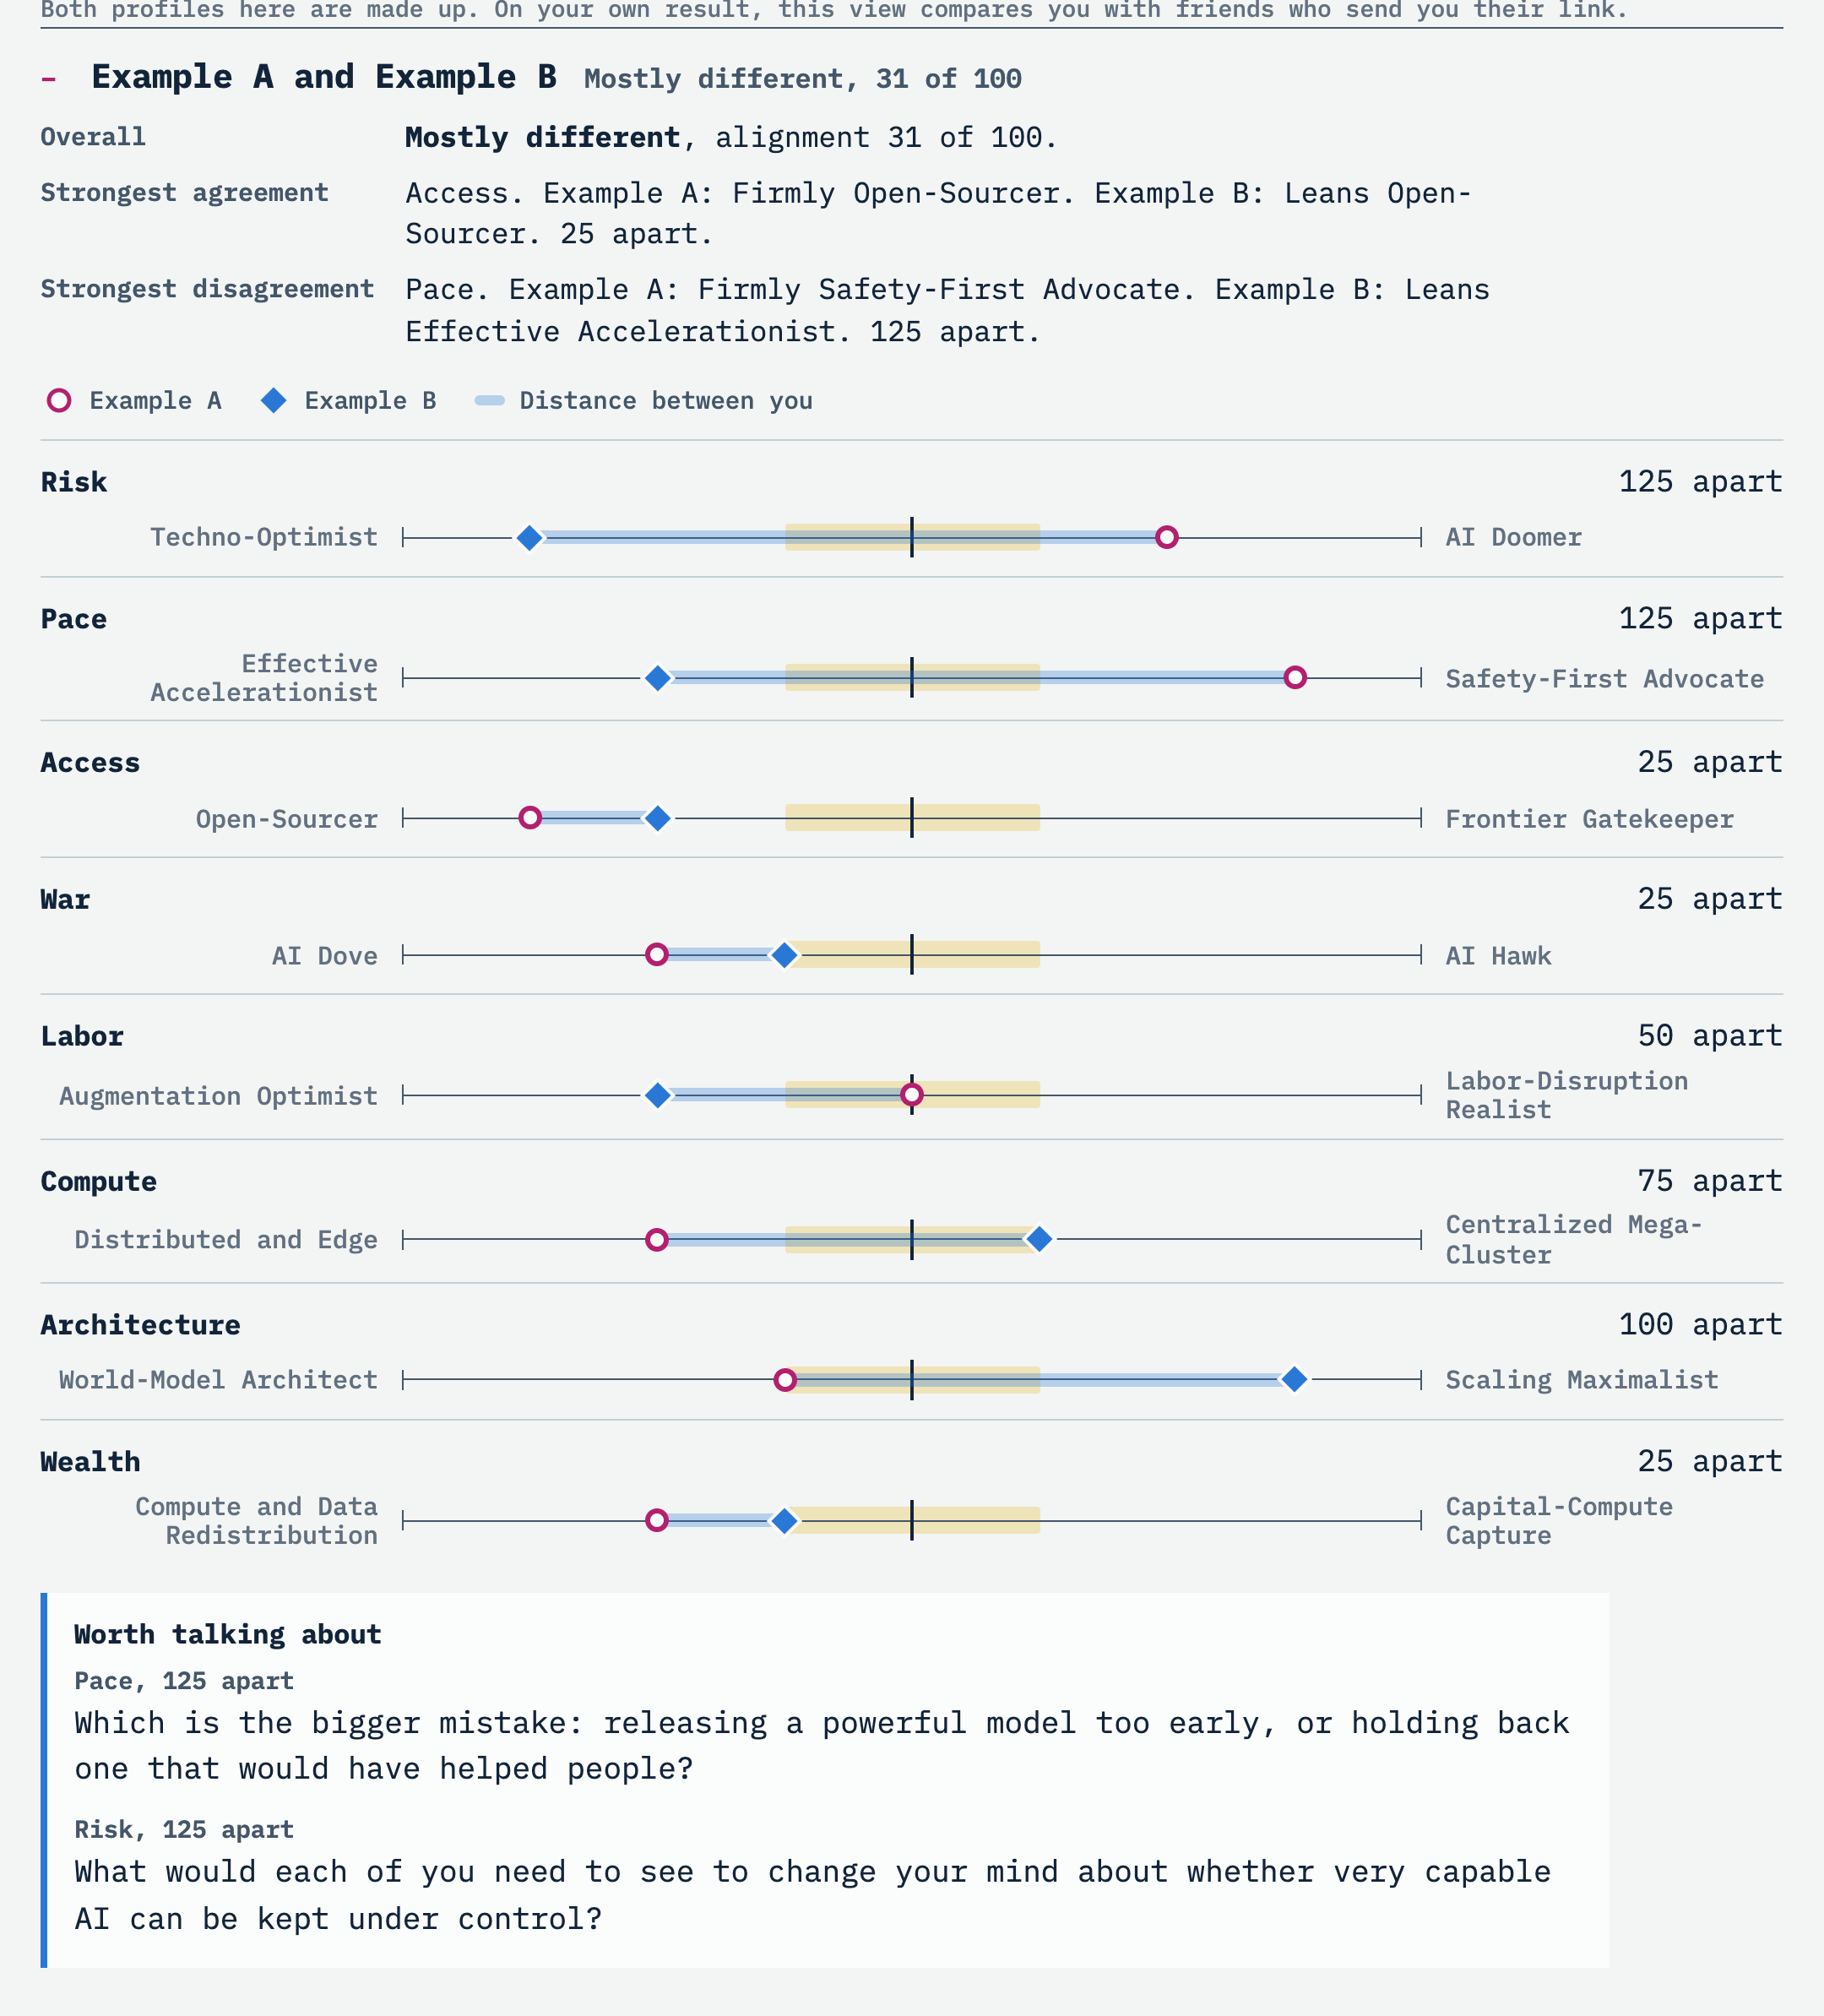 Both profiles here are made up. On your own result, this view compares you with friends who send you their link.
– Example A and Example B Mostly different, 31 of 100
Overall Mostly different, alignment 31 of 100.
Strongest agreement Access. Example A: Firmly Open-Sourcer. Example B: Leans Open-
Sourcer. 25 apart.
Strongest disagreement Pace. Example A: Firmly Safety-First Advocate. Example B: Leans
Effective Accelerationist. 125 apart.
Example A Example B Distance between you
Risk 125 apart
Techno-Optimist AI Doomer
Pace 125 apart
Effective
Accelerationist Safety-First Advocate
Access 25 apart
Open-Sourcer Frontier Gatekeeper
War 25 apart
AI Dove AI Hawk
Labor 50 apart
Augmentation Optimist Labor-Disruption
Realist
Compute 75 apart
Distributed and Edge Centralized Mega-
Cluster
Architecture 100 apart
World-Model Architect Scaling Maximalist
Wealth 25 apart
Compute and Data Capital-Compute
Redistribution Capture
Worth talking about
Pace, 125 apart
Which is the bigger mistake: releasing a powerful model too early, or holding back
one that would have helped people?
Risk, 125 apart
What would each of you need to see to change your mind about whether very capable
AI can be kept under control?